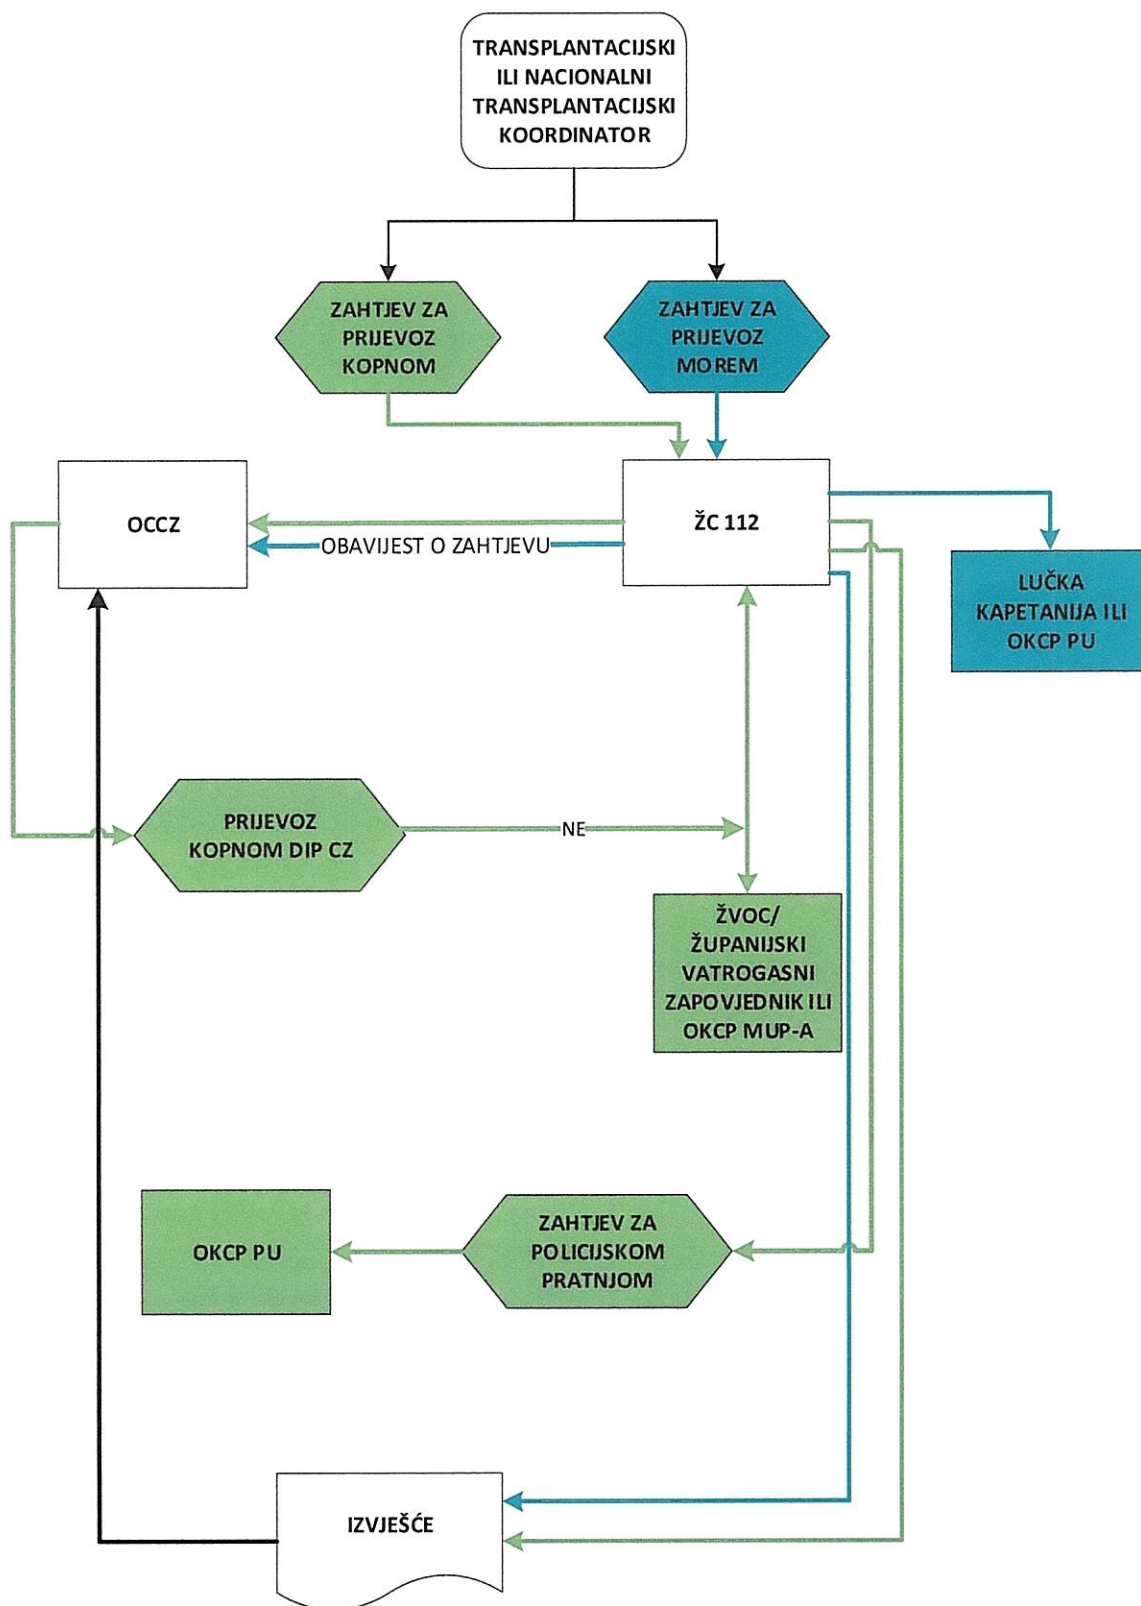 TRANSPLANTACIJSKI
ILI NACIONALNI
TRANSPLANTACIJSKI
KOORDINATOR
ZAHTJEV ZA
PRIJEVOZ
KOPNOM
ZAHTJEV ZA
PRIJEVOZ
MOREM
OCCZ
OBAVIJEST O ZAHTJEVU
ŽC 112
LUČKA
KAPETANIJA ILI
OKCP PU
PRIJEVOZ
KOPNOM DIP CZ
NE
ŽVOC/
ŽUPANIJSKI
VATROGASNI
ZAPOVJEDNIK ILI
OKCP MUP-A
OKCP PU
ZAHTJEV ZA
POLICIJSKOM
PRATNJOM
IZVJEŠĆE